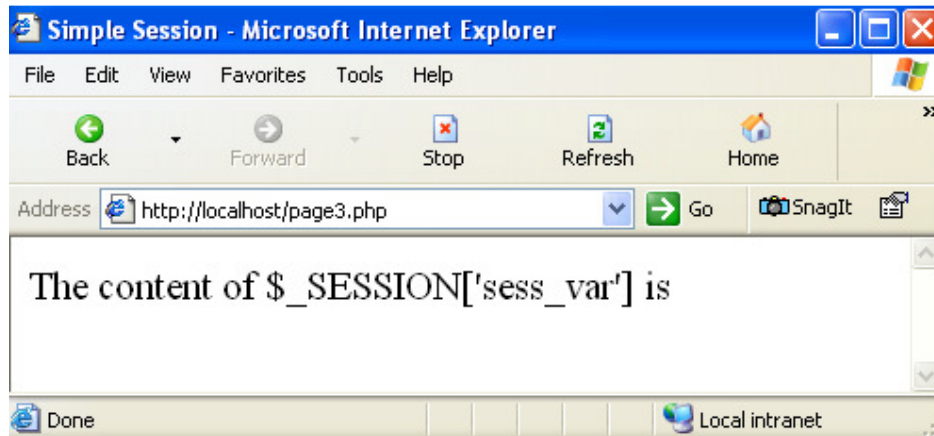 Simple Session - Microsoft Internet Explorer
File Edit View Favorites Tools Help
»
Back Forward Stop Refresh Home
Address http://localhost/page3.php Go SnagIt
The content of $_SESSION['sess_var'] is
Done Local intranet